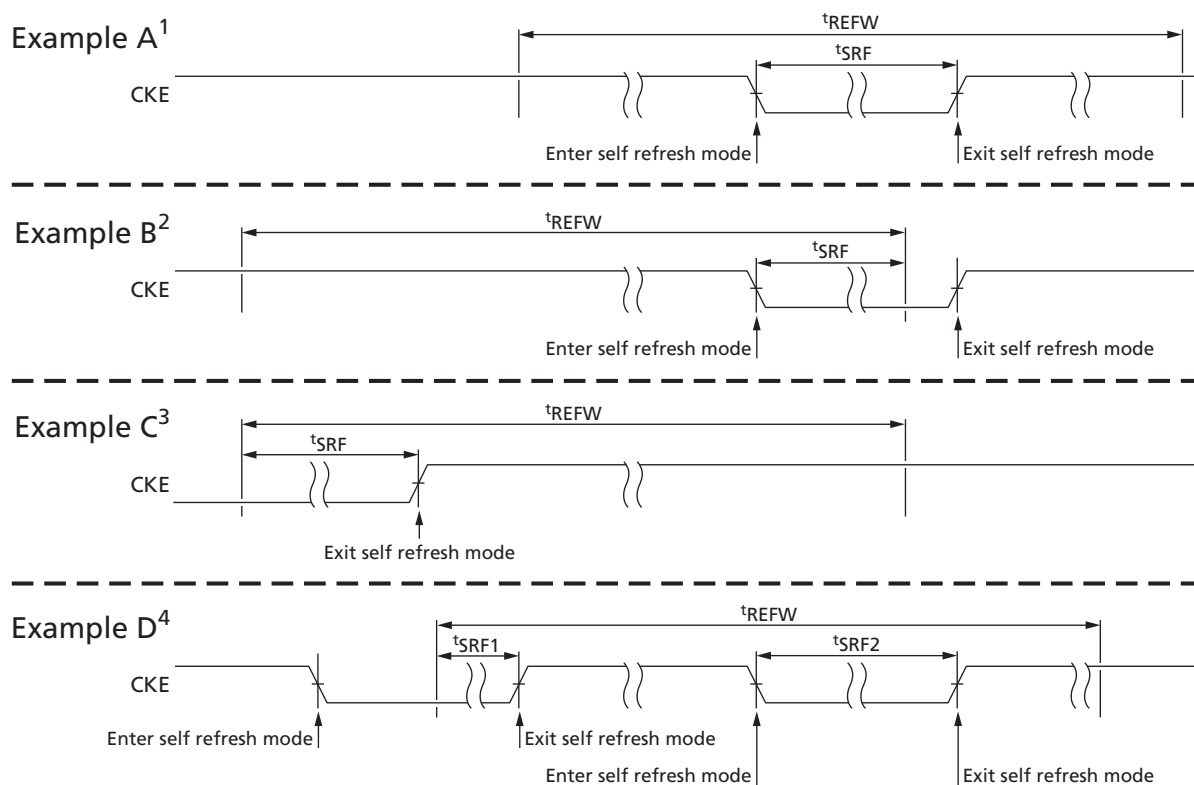 Example A¹
ᵗREFW
ᵗSRF
CKE
Enter self refresh mode
Exit self refresh mode
Example B²
ᵗREFW
ᵗSRF
CKE
Enter self refresh mode
Exit self refresh mode
Example C³
ᵗREFW
ᵗSRF
CKE
Exit self refresh mode
Example D⁴
ᵗREFW
ᵗSRF1
ᵗSRF2
CKE
Enter self refresh mode
Exit self refresh mode
Enter self refresh mode
Exit self refresh mode